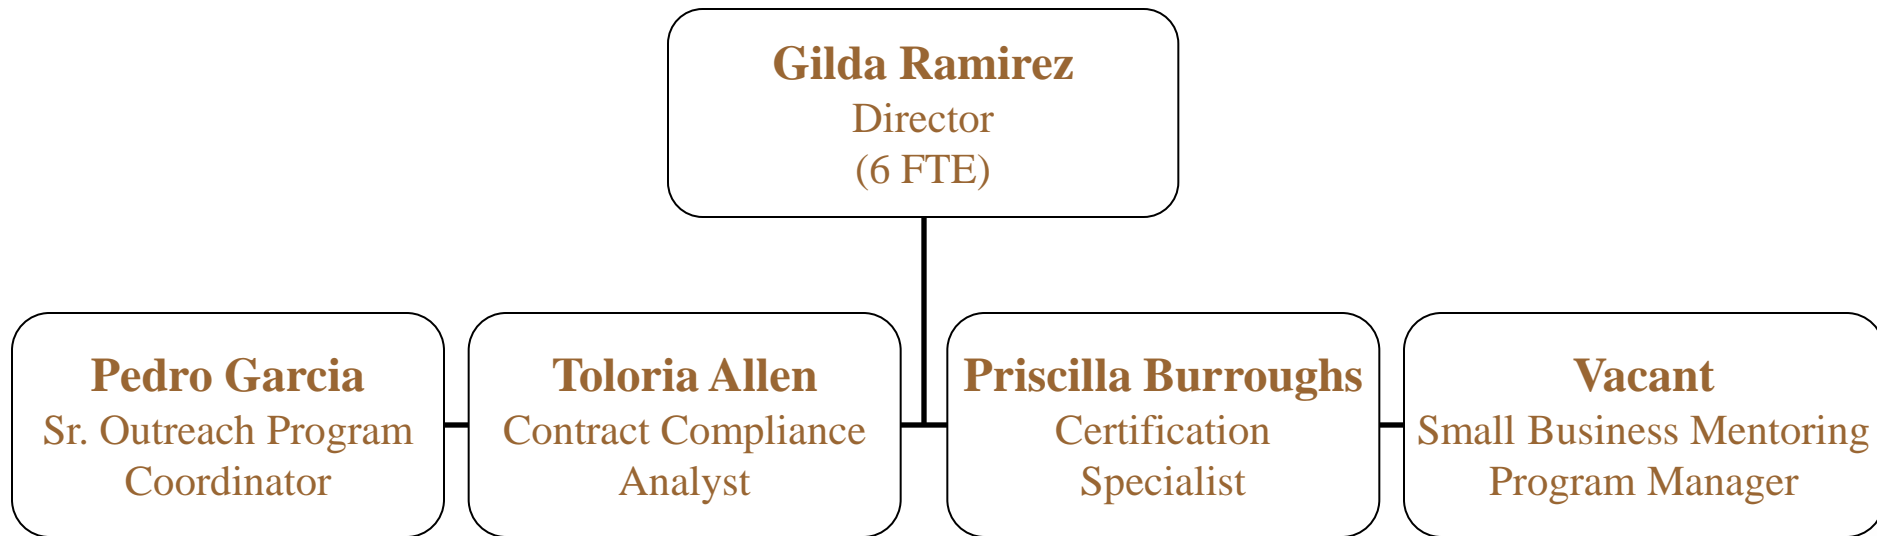 Gilda Ramirez
Director
(6 FTE)
Pedro Garcia
Sr. Outreach Program
Coordinator
Toloria Allen
Contract Compliance
Analyst
Priscilla Burroughs
Certification
Specialist
Vacant
Small Business Mentoring
Program Manager